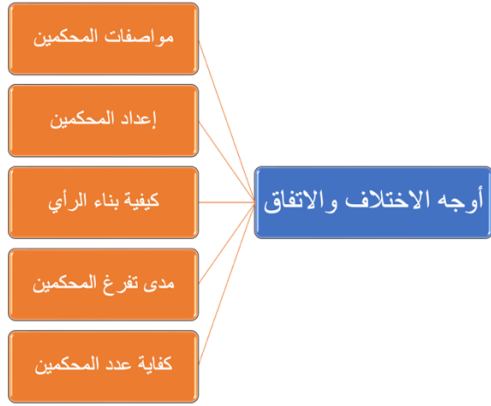 أوجه الاختلاف والاتفاق
مواصفات المحكمين
إعداد المحكمين
كيفية بناء الرأي
مدى تفرغ المحكمين
كفاية عدد المحكمين